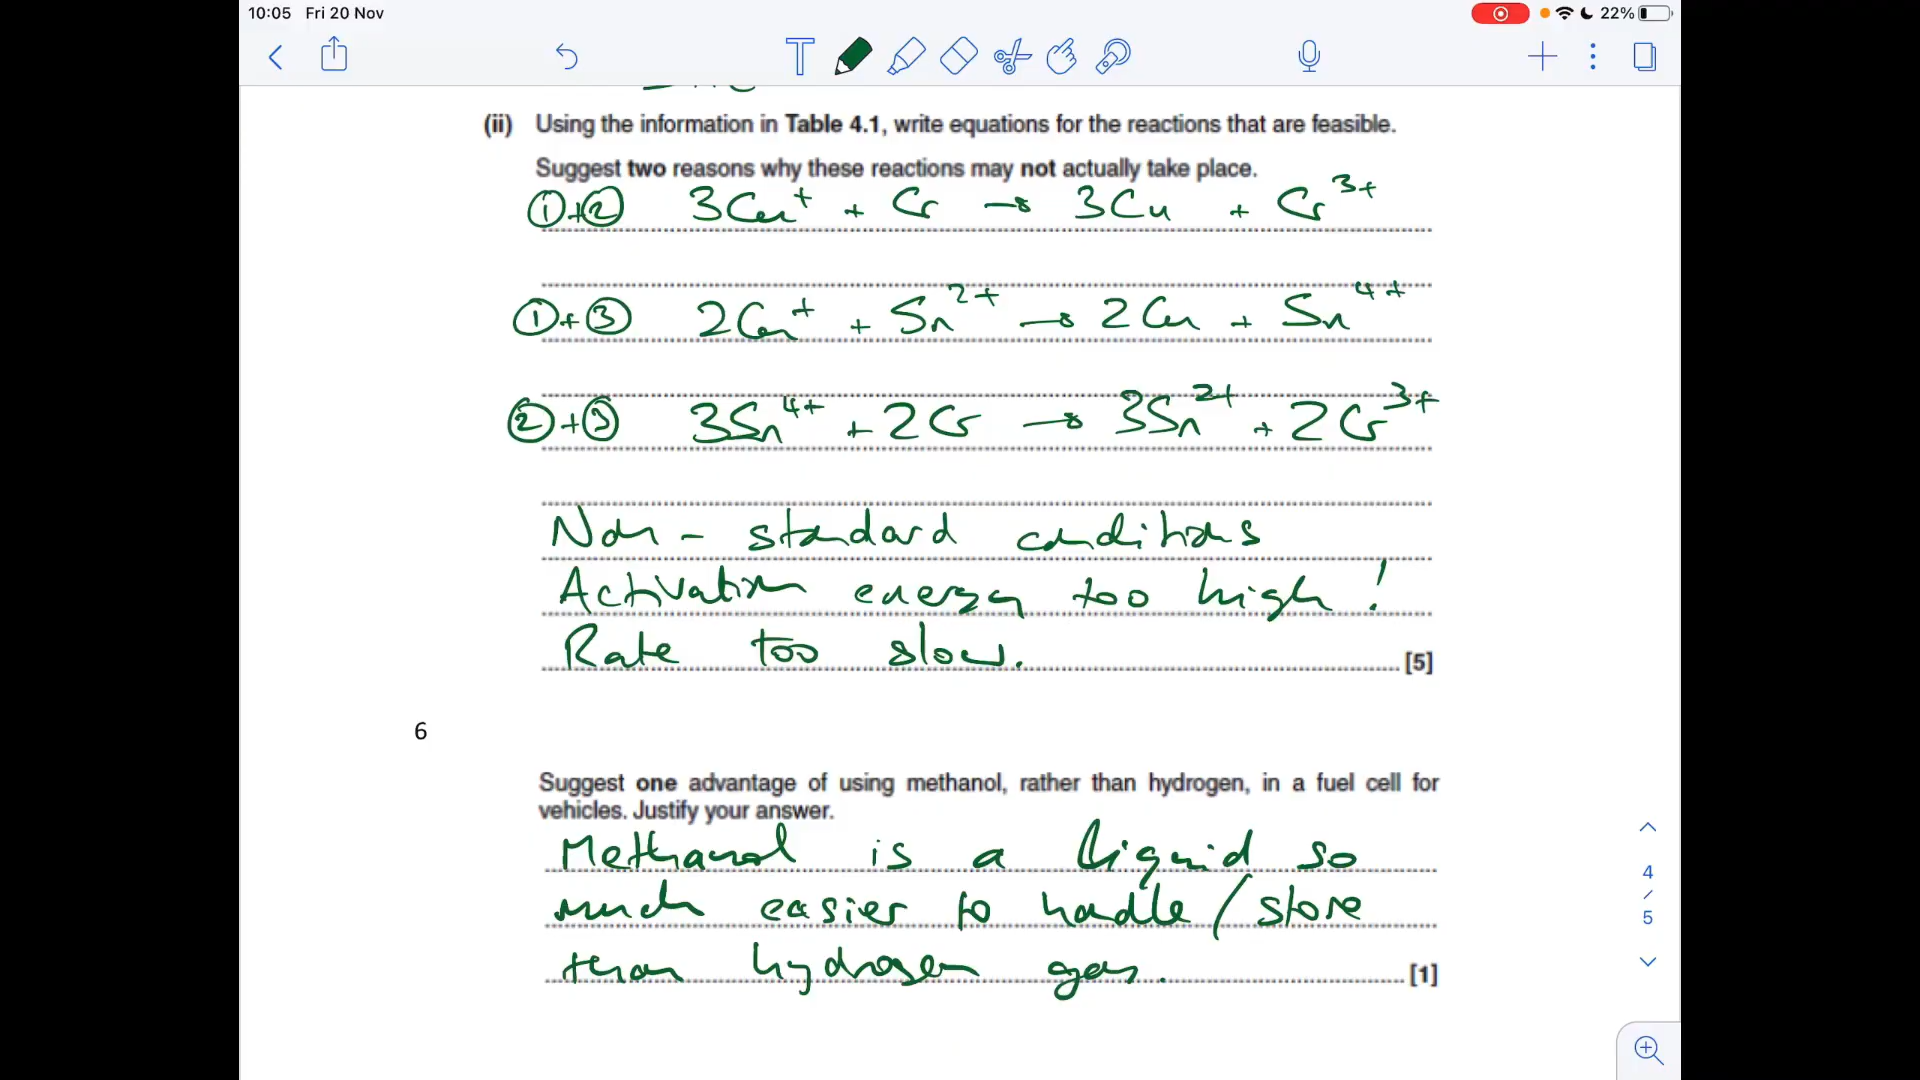 10:05 Fri 20 Nov
22%
T
(ii) Using the information in Table 4.1, write equations for the reactions that are feasible.
Suggest two reasons why these reactions may not actually take place.
①+② 3Cu⁺ + Cr → 3Cu + Cr³⁺
①+③ 2Cu⁺ + Sn²⁺ → 2Cu + Sn⁴⁺
②+③ 3Sn⁴⁺ + 2Cr → 3Sn²⁺ + 2Cr³⁺
Non-standard conditions
Activation energy too high!
Rate too slow.
[5]
6
Suggest one advantage of using methanol, rather than hydrogen, in a fuel cell for
vehicles. Justify your answer.
Methanol is a liquid so
much easier to handle / store
than hydrogen gas.
[1]
4
/
5